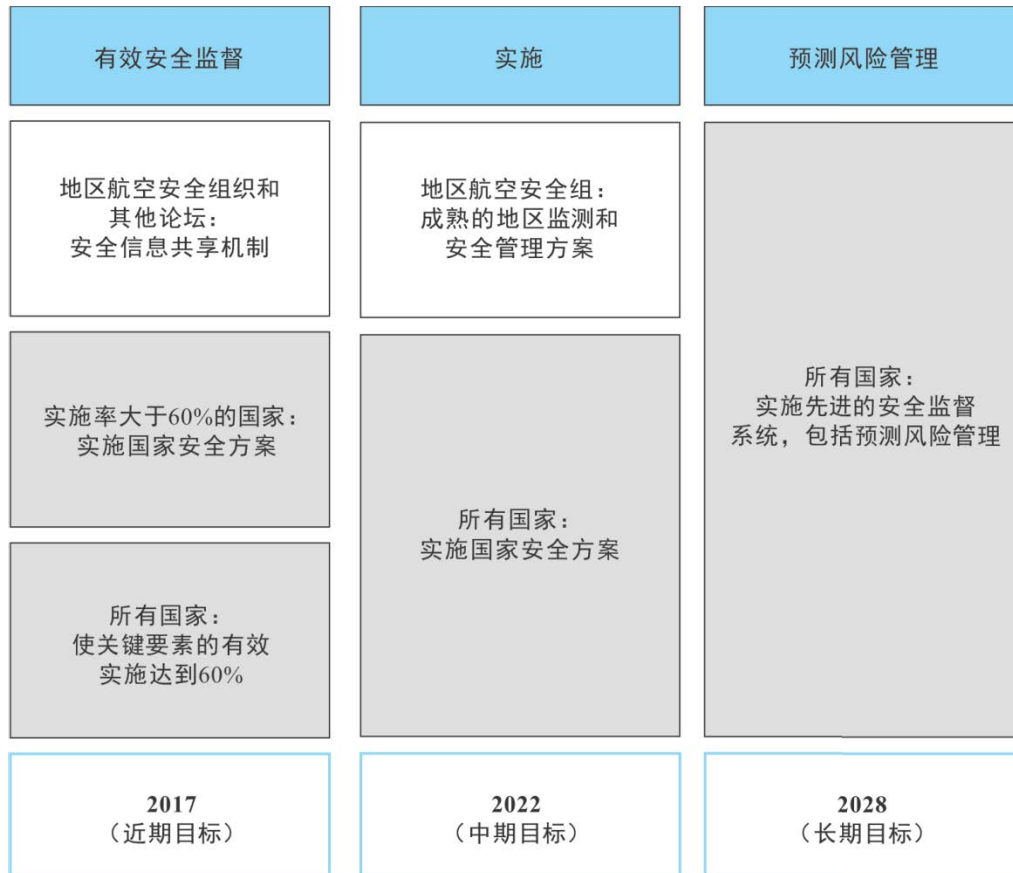 有效安全监督
实施
预测风险管理
地区航空安全组织和
其他论坛：
安全信息共享机制
地区航空安全组：
成熟的地区监测和
安全管理方案
所有国家：
实施先进的安全监督
系统，包括预测风险管理
实施率大于60%的国家：
实施国家安全方案
所有国家：
实施国家安全方案
所有国家：
使关键要素的有效
实施达到60%
2017
（近期目标）
2022
（中期目标）
2028
（长期目标）